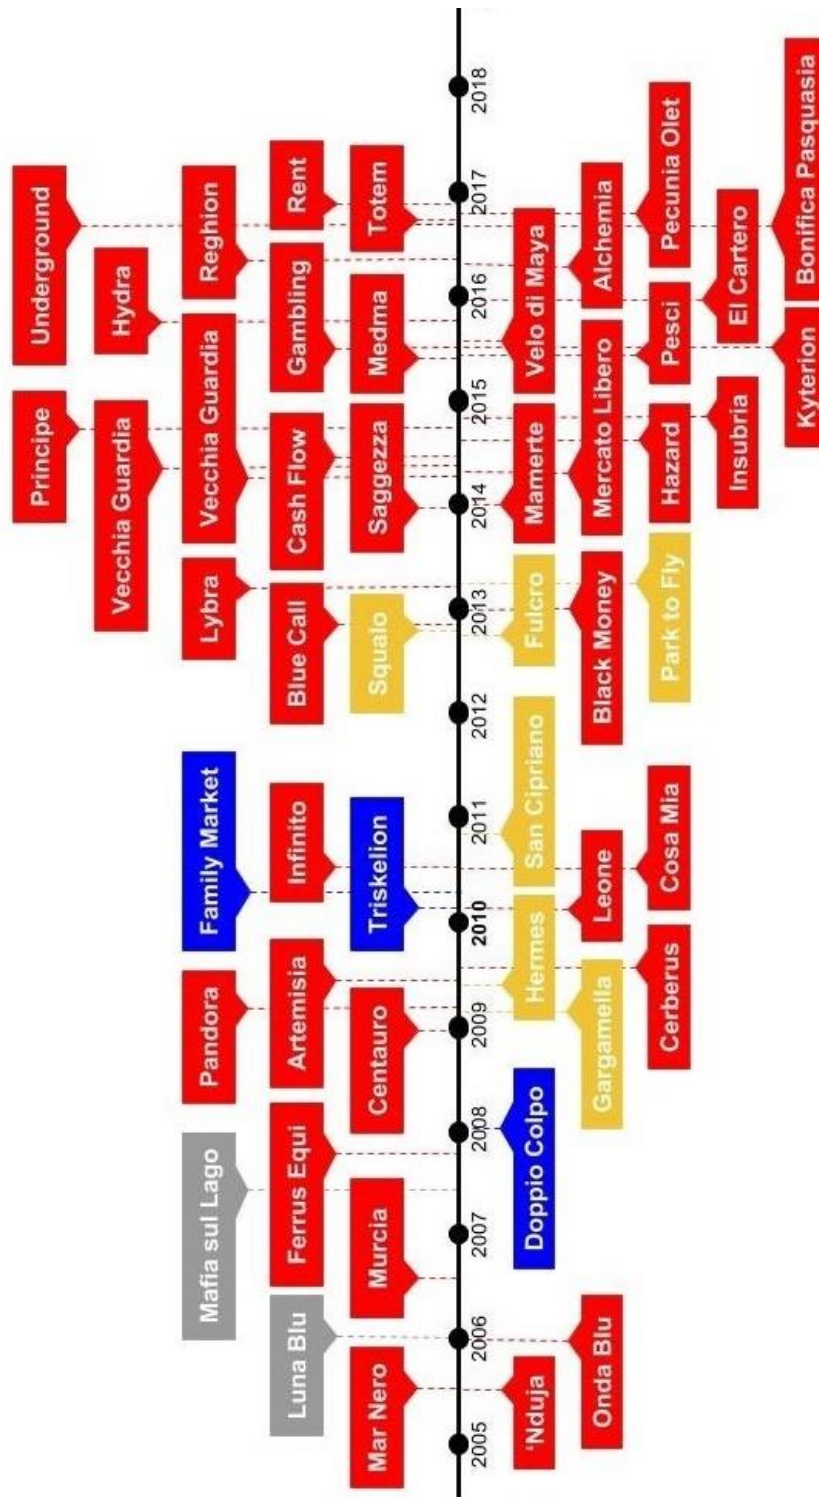 Principe
Underground
Vecchia Guardia
Hydra
Mafia sul Lago
Pandora
Family Market
Lybra
Vecchia Guardia
Reghion
Luna Blu
Ferrus Equi
Artemisia
Infinito
Blue Call
Cash Flow
Gambling
Rent
Mar Nero
Murcia
Centauro
Triskelion
Squalo
Saggezza
Medma
Totem
2005
2006
2007
2008
2009
2010
2011
2012
2013
2014
2015
2016
2017
2018
‘Nduja
Doppio Colpo
Hermes
San Cipriano
Fulcro
Mamerte
Velo di Maya
Onda Blu
Gargamella
Leone
Black Money
Mercato Libero
Alchemia
Cerberus
Cosa Mia
Park to Fly
Hazard
Pesci
Pecunia Olet
Insubria
El Cartero
Kyterion
Bonifica Pasquasia